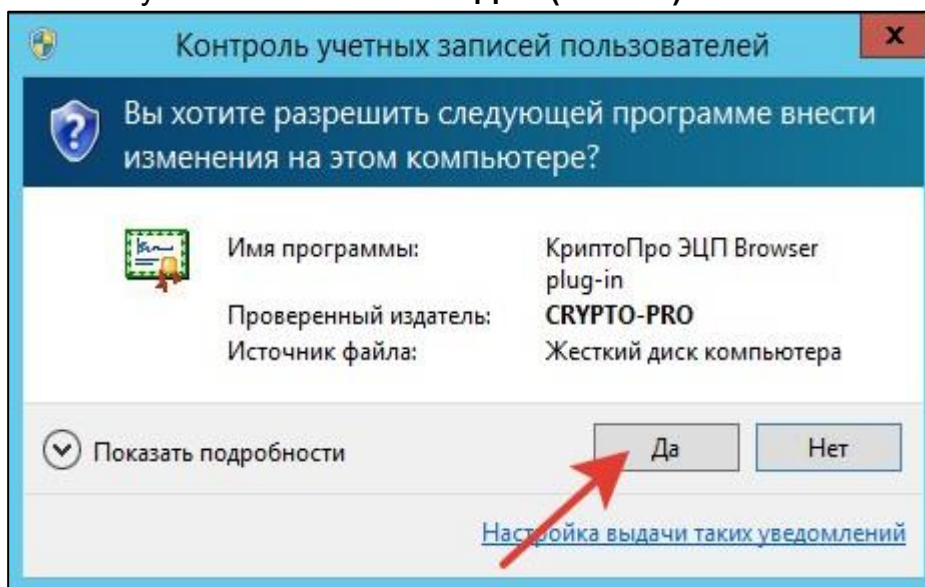 Контроль учетных записей пользователей
Вы хотите разрешить следующей программе внести
изменения на этом компьютере?
Имя программы: КриптоПро ЭЦП Browser
plug-in
Проверенный издатель: CRYPTO-PRO
Источник файла: Жесткий диск компьютера
Показать подробности Да Нет
Настройка выдачи таких уведомлений